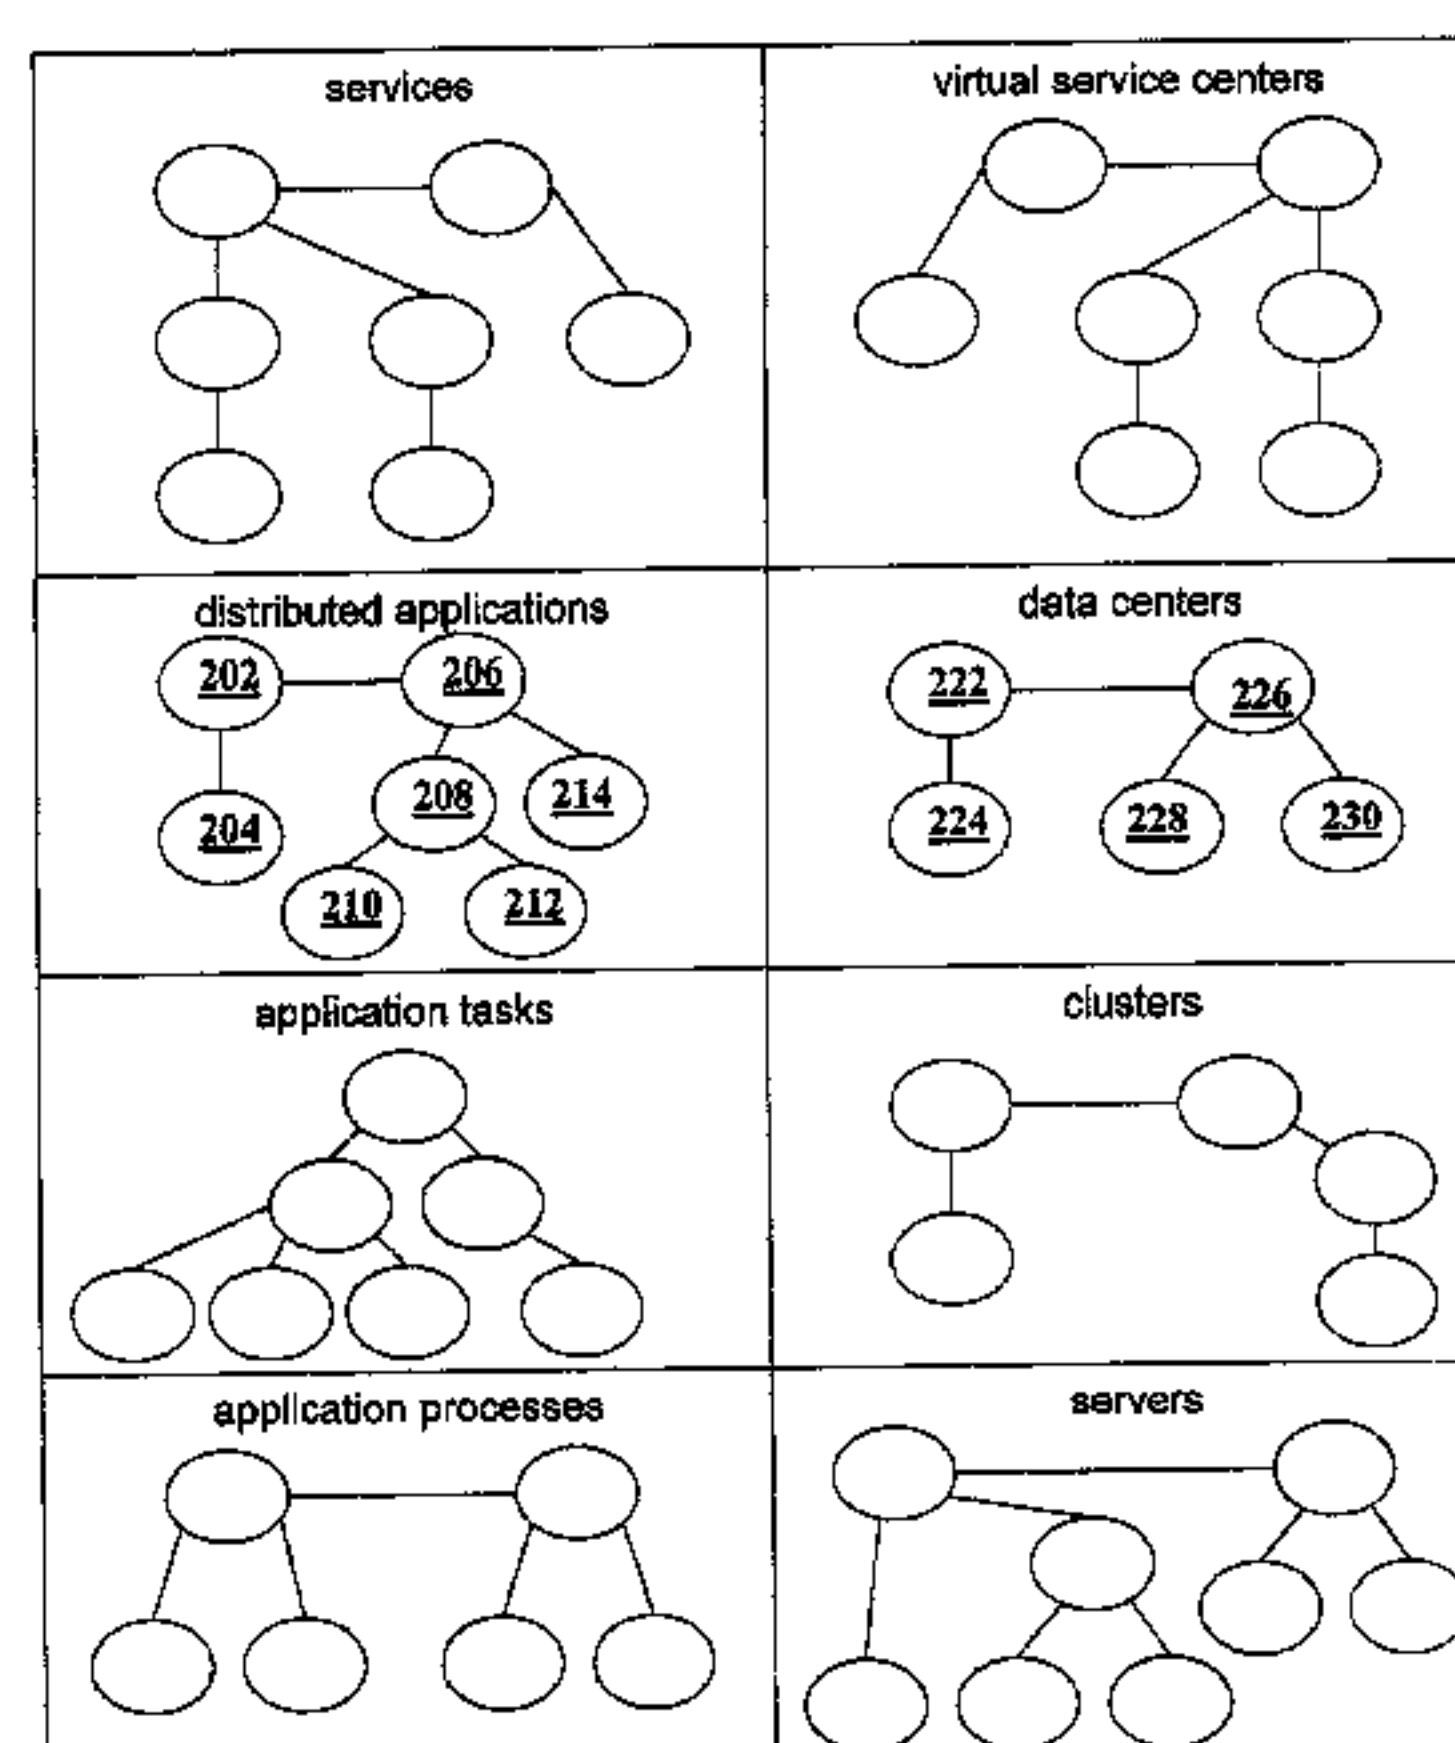 services
virtual service centers
distributed applications
202 206
208 214
204
210 212
data centers
222 226
224 228 230
application tasks
clusters
application processes
servers